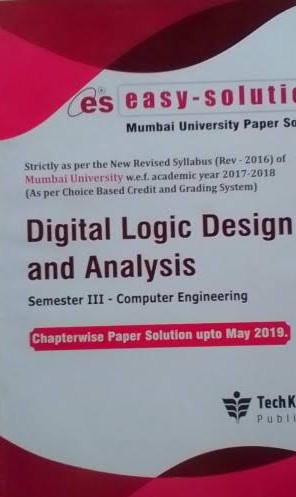 es easy-solutio
Mumbai University Paper So
Strictly as per the New Revised Syllabus (Rev - 2016) of
Mumbai University w.e.f. academic year 2017-2018
(As per Choice Based Credit and Grading System)
Digital Logic Design
and Analysis
Semester III - Computer Engineering
Chapterwise Paper Solution upto May 2019.
Tech K
Publi